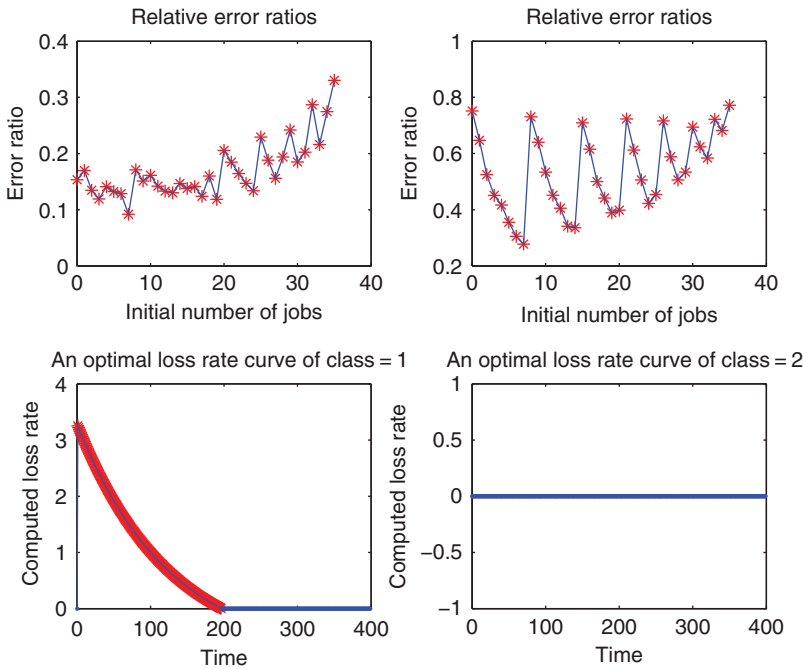 Relative error ratios
Error ratio
0.4
0.3
0.2
0.1
0
0 10 20 30 40
Initial number of jobs
Relative error ratios
Error ratio
1
0.8
0.6
0.4
0.2
0 10 20 30 40
Initial number of jobs
An optimal loss rate curve of class = 1
Computed loss rate
4
3
2
1
0
0 100 200 300 400
Time
An optimal loss rate curve of class = 2
Computed loss rate
1
0.5
0
−0.5
−1
0 100 200 300 400
Time